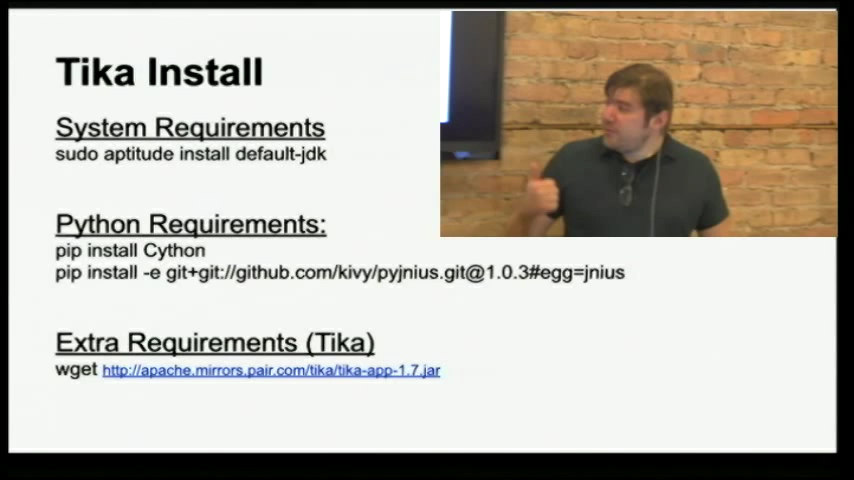 Tika Install
System Requirements
sudo aptitude install default-jdk
Python Requirements:
pip install Cython
pip install -e git+git://github.com/kivy/pyjnius.git@1.0.3#egg=jnius
Extra Requirements (Tika)
wget http://apache.mirrors.pair.com/tika/tika-app-1.7.jar